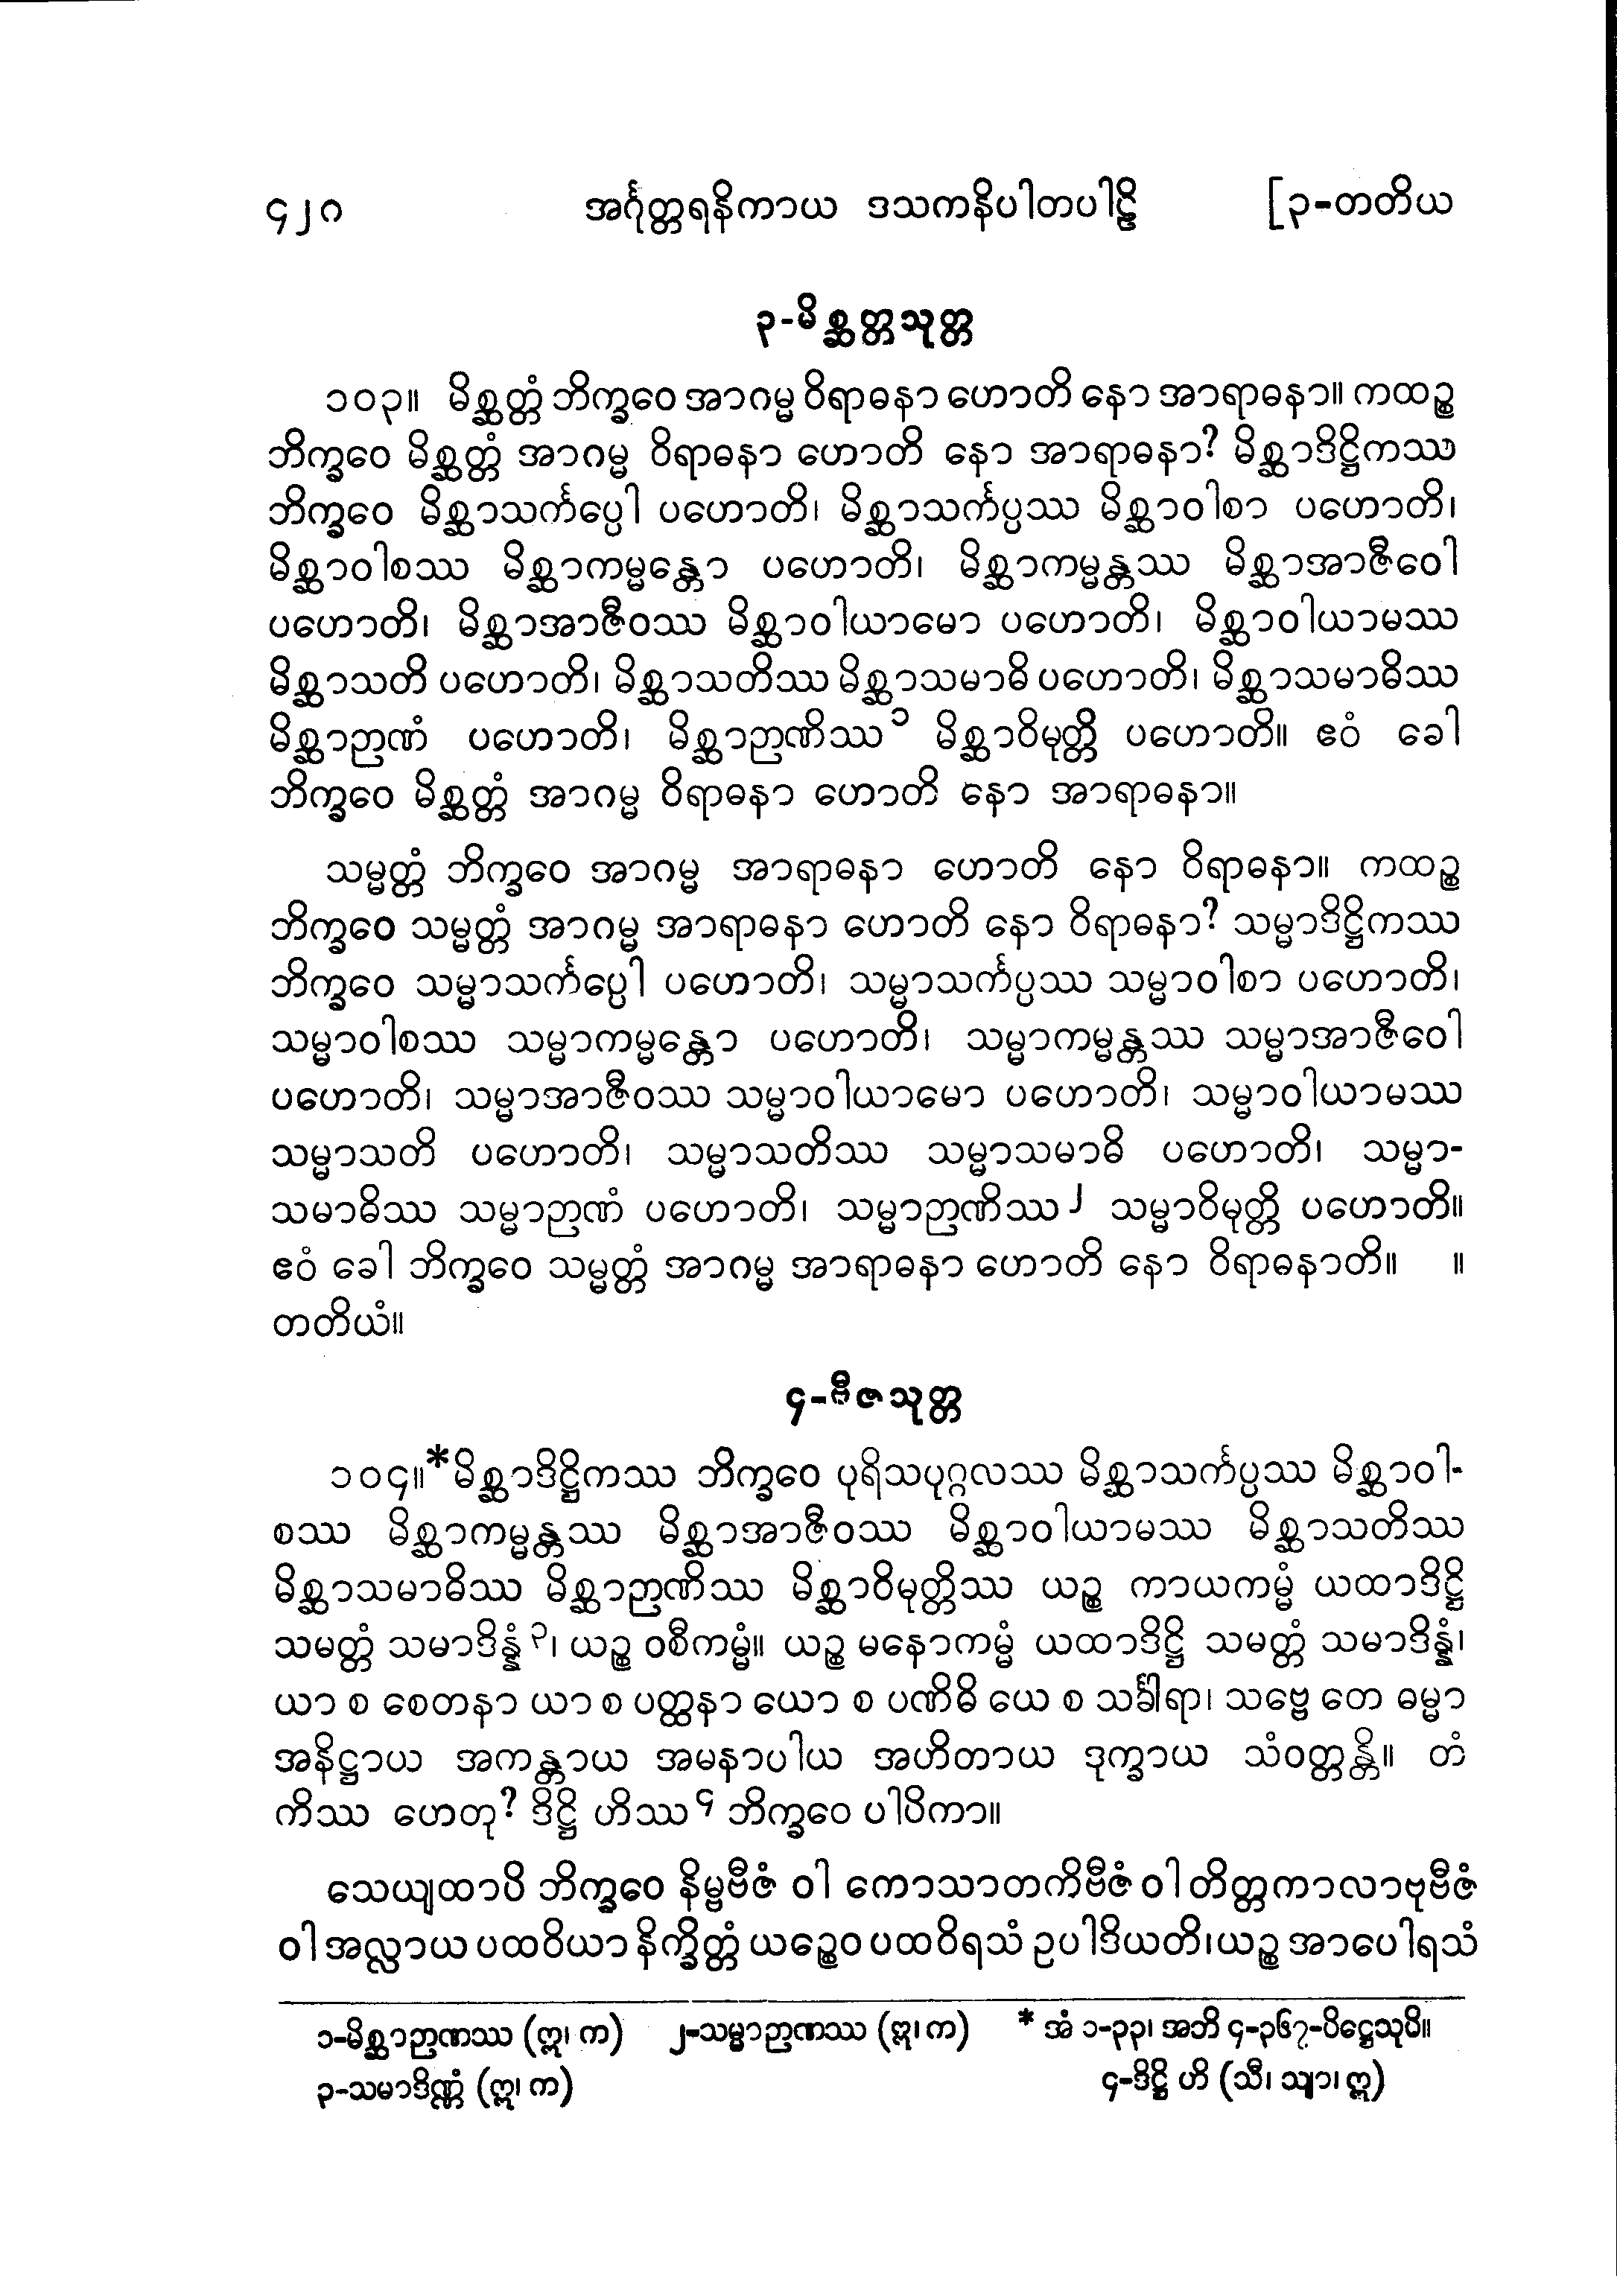 ၄၂ဂ အင်္ဂုတ္တရနိကာယ ဒသကနိပါတပါဠိ [၃-တတိယ
၃-မိစ္ဆတ္တသုတ္တ
၁၀၃။ မိစ္ဆတ္တံ ဘိက္ခဝေ အာဂမ္မ ဝိရာဓနာ ဟောတိ နော အာရာဓနာ။ ကထဉ္စ
ဘိက္ခဝေ မိစ္ဆတ္တံ အာဂမ္မ ဝိရာဓနာ ဟောတိ နော အာရာဓနာ? မိစ္ဆာဒိဋ္ဌိကဿ
ဘိက္ခဝေ မိစ္ဆာသင်္ကပ္ပေါ ပဟောတိ၊ မိစ္ဆာသင်္ကပ္ပဿ မိစ္ဆာဝါစာ ပဟောတိ၊
မိစ္ဆာဝါစဿ မိစ္ဆာကမ္မန္တော ပဟောတိ၊ မိစ္ဆာကမ္မန္တဿ မိစ္ဆာအာဇီဝေါ
ပဟောတိ၊ မိစ္ဆာအာဇီဝဿ မိစ္ဆာဝါယာမော ပဟောတိ၊ မိစ္ဆာဝါယာမဿ
မိစ္ဆာသတိ ပဟောတိ၊ မိစ္ဆာသတိဿ မိစ္ဆာသမာဓိ ပဟောတိ၊ မိစ္ဆာသမာဓိဿ
မိစ္ဆာဉာဏံ ပဟောတိ၊ မိစ္ဆာဉာဏိဿ၁ မိစ္ဆာဝိမုတ္တိ ပဟောတိ။ ဧဝံ ခေါ
ဘိက္ခဝေ မိစ္ဆတ္တံ အာဂမ္မ ဝိရာဓနာ ဟောတိ နော အာရာဓနာ။
သမ္မတ္တံ ဘိက္ခဝေ အာဂမ္မ အာရာဓနာ ဟောတိ နော ဝိရာဓနာ။ ကထဉ္စ
ဘိက္ခဝေ သမ္မတ္တံ အာဂမ္မ အာရာဓနာ ဟောတိ နော ဝိရာဓနာ? သမ္မာဒိဋ္ဌိကဿ
ဘိက္ခဝေ သမ္မာသင်္ကပ္ပေါ ပဟောတိ၊ သမ္မာသင်္ကပ္ပဿ သမ္မာဝါစာ ပဟောတိ၊
သမ္မာဝါစဿ သမ္မာကမ္မန္တော ပဟောတိ၊ သမ္မာကမ္မန္တဿ သမ္မာအာဇီဝေါ
ပဟောတိ၊ သမ္မာအာဇီဝဿ သမ္မာဝါယာမော ပဟောတိ၊ သမ္မာဝါယာမဿ
သမ္မာသတိ ပဟောတိ၊ သမ္မာသတိဿ သမ္မာသမာဓိ ပဟောတိ၊ သမ္မာ-
သမာဓိဿ သမ္မာဉာဏံ ပဟောတိ၊ သမ္မာဉာဏိဿ၂ သမ္မာဝိမုတ္တိ ပဟောတိ။
ဧဝံ ခေါ ဘိက္ခဝေ သမ္မတ္တံ အာဂမ္မ အာရာဓနာ ဟောတိ နော ဝိရာဓနာတိ။ ။
တတိယံ။
၄-ဗီဇသုတ္တ
၁၀၄။*မိစ္ဆာဒိဋ္ဌိကဿ ဘိက္ခဝေ ပုရိသပုဂ္ဂလဿ မိစ္ဆာသင်္ကပ္ပဿ မိစ္ဆာဝါ-
စဿ မိစ္ဆာကမ္မန္တဿ မိစ္ဆာအာဇီဝဿ မိစ္ဆာဝါယာမဿ မိစ္ဆာသတိဿ
မိစ္ဆာသမာဓိဿ မိစ္ဆာဉာဏိဿ မိစ္ဆာဝိမုတ္တိဿ ယဉ္စ ကာယကမ္မံ ယထာဒိဋ္ဌိ
သမတ္တံ သမာဒိန္နံ၃၊ ယဉ္စ ဝစီကမ္မံ။ ယဉ္စ မနောကမ္မံ ယထာဒိဋ္ဌိ သမတ္တံ သမာဒိန္နံ၊
ယာ စ စေတနာ ယာ စ ပတ္ထနာ ယော စ ပဏိဓိ ယေ စ သင်္ခါရာ၊ သဗ္ဗေ တေ ဓမ္မာ
အနိဋ္ဌာယ အကန္တာယ အမနာပါယ အဟိတာယ ဒုက္ခာယ သံဝတ္တန္တိ။ တံ
ကိဿ ဟေတု? ဒိဋ္ဌိ ဟိဿ၄ ဘိက္ခဝေ ပါပိကာ။
သေယျထာပိ ဘိက္ခဝေ နိမ္ဗဗီဇံ ဝါ ကောသာတကိဗီဇံ ဝါ တိတ္တကာလာဗုဗီဇံ
ဝါ အလ္လာယ ပထဝိယာ နိက္ခိတ္တံ ယဉ္စေဝ ပထဝိရသံ ဥပါဒိယတိ၊ယဉ္စ အာပေါရသံ
၁-မိစ္ဆာဉာဏဿ (ဣ၊ က) ၂-သမ္မာဉာဏဿ (ဣ၊ က) * အံ ၁-၃၃၊ အဘိ ၄-၃၆၇-ပိဋ္ဌေသုပိ။
၃-သမာဒိဏ္ဏံ (ဣ၊ က) ၄-ဒိဋ္ဌိ ဟိ (သီ၊ သျာ၊ ဣ)